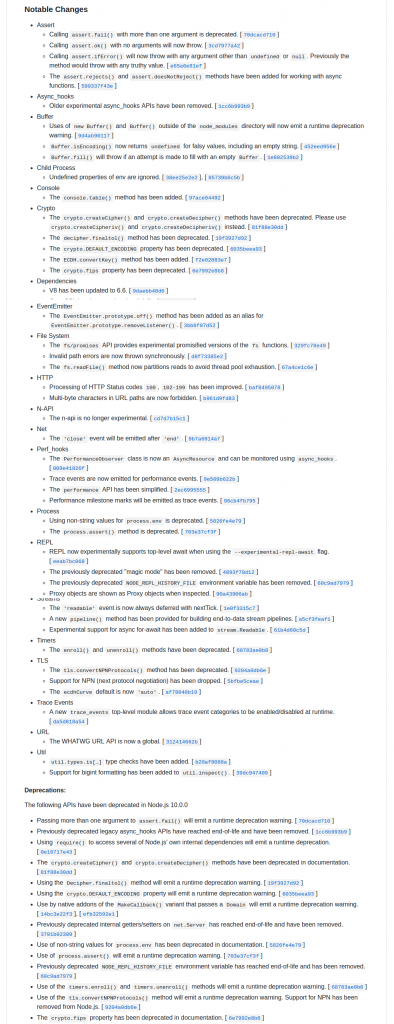 Notable Changes
Assert
Calling assert.fail() with more than one argument is deprecated. [70dcacd710]
Calling assert.ok() with no arguments will now throw. [3cd7977a42]
Calling assert.ifError() will now throw with any argument other than undefined or null. Previously the
method would throw with any truthy value. [e65a6e81ef]
The assert.rejects() and assert.doesNotReject() methods have been added for working with async
functions. [599337f43e]
Async_hooks
Older experimental async_hooks APIs have been removed. [1cc6b993b9]
Buffer
Uses of new Buffer() and Buffer() outside of the node_modules directory will now emit a runtime deprecation
warning. [9d4ab90117]
Buffer.isEncoding() now returns undefined for falsy values, including an empty string. [452eed956e]
Buffer.fill() will throw if an attempt is made to fill with an empty Buffer. [1e802539b2]
Child Process
Undefined properties of env are ignored. [38ee25e2e2], [85739b6c5b]
Console
The console.table() method has been added. [97ace04492]
Crypto
The crypto.createCipher() and crypto.createDecipher() methods have been deprecated. Please use
crypto.createCipheriv() and crypto.createDecipheriv() instead. [81f88e30dd]
The decipher.finaltol() method has been deprecated. [19f3927d92]
The crypto.DEFAULT_ENCODING property has been deprecated. [6035beea93]
The ECDH.convertKey() method has been added. [f2e02883e7]
The crypto.fips property has been deprecated. [6e7992e8b8]
Dependencies
V8 has been updated to 6.6. [9daebb48d6]
EventEmitter
The EventEmitter.prototype.off() method has been added as an alias for
EventEmitter.prototype.removeListener(). [3bb6f07d52]
File System
The fs/promises API provides experimental promisified versions of the fs functions. [329fc78e49]
Invalid path errors are now thrown synchronously. [d8f73385e2]
The fs.readFile() method now partitions reads to avoid thread pool exhaustion. [67a4ce1c6e]
HTTP
Processing of HTTP Status codes 100, 102-199 has been improved. [baf8495078]
Multi-byte characters in URL paths are now forbidden. [b961d9fd83]
N-API
The n-api is no longer experimental. [cd7d7b15c1]
Net
The 'close' event will be emitted after 'end'. [9b7a6914a7]
Perf_hooks
The PerformanceObserver class is now an AsyncResource and can be monitored using async_hooks.
[009e41826f]
Trace events are now emitted for performance events. [9e509b622b]
The performance API has been simplified. [2ec6995555]
Performance milestone marks will be emitted as trace events. [96cb4fb795]
Process
Using non-string values for process.env is deprecated. [5826fe4e79]
The process.assert() method is deprecated. [703e37cf3f]
REPL
REPL now experimentally supports top-level await when using the --experimental-repl-await flag.
[eeab7bc068]
The previously deprecated "magic mode" has been removed. [4893f70d12]
The previously deprecated NODE_REPL_HISTORY_FILE environment variable has been removed. [60c9ad7979]
Proxy objects are shown as Proxy objects when inspected. [90a43906ab]
Streams
The 'readable' event is now always deferred with nextTick. [1e0f3315c7]
A new pipeline() method has been provided for building end-to-data stream pipelines. [a5cf3feaf1]
Experimental support for async for-await has been added to stream.Readable. [61b4d60c5d]
Timers
The enroll() and unenroll() methods have been deprecated. [68783ae0b8]
TLS
The tls.convertNPNProtocols() method has been deprecated. [9204a0db6e]
Support for NPN (next protocol negotiation) has been dropped. [5bfbe5ceae]
The ecdhCurve default is now 'auto'. [af78840b19]
Trace Events
A new trace_events top-level module allows trace event categories to be enabled/disabled at runtime.
[da5d818a54]
URL
The WHATWG URL API is now a global. [312414662b]
Util
util.types.is[…] type checks have been added. [b20af8088a]
Support for bigint formatting has been added to util.inspect(). [39dc947409]
Deprecations:
The following APIs have been deprecated in Node.js 10.0.0
Passing more than one argument to assert.fail() will emit a runtime deprecation warning. [70dcacd710]
Previously deprecated legacy async_hooks APIs have reached end-of-life and have been removed. [1cc6b993b9]
Using require() to access several of Node.js' own internal dependencies will emit a runtime deprecation.
[0e10717e43]
The crypto.createCipher() and crypto.createDecipher() methods have been deprecated in documentation.
[81f88e30dd]
Using the Decipher.finaltol() method will emit a runtime deprecation warning. [19f3927d92]
Using the crypto.DEFAULT_ENCODING property will emit a runtime deprecation warning. [6035beea93]
Use by native addons of the MakeCallback() variant that passes a Domain will emit a runtime deprecation
warning. [14bc3e22f3], [efb32592e1]
Previously deprecated internal getters/setters on net.Server has reached end-of-life and have been removed.
[3701b02309]
Use of non-string values for process.env has been deprecated in documentation. [5826fe4e79]
Use of process.assert() will emit a runtime deprecation warning. [703e37cf3f]
Previously deprecated NODE_REPL_HISTORY_FILE environment variable has reached end-of-life and has been removed.
[60c9ad7979]
Use of the timers.enroll() and timers.unenroll() methods will emit a runtime deprecation warning. [68783ae0b8]
Use of the tls.convertNPNProtocols() method will emit a runtime deprecation warning. Support for NPN has been
removed from Node.js. [9204a0db6e]
The crypto.fips property has been deprecated in documentation. [6e7992e8b8]